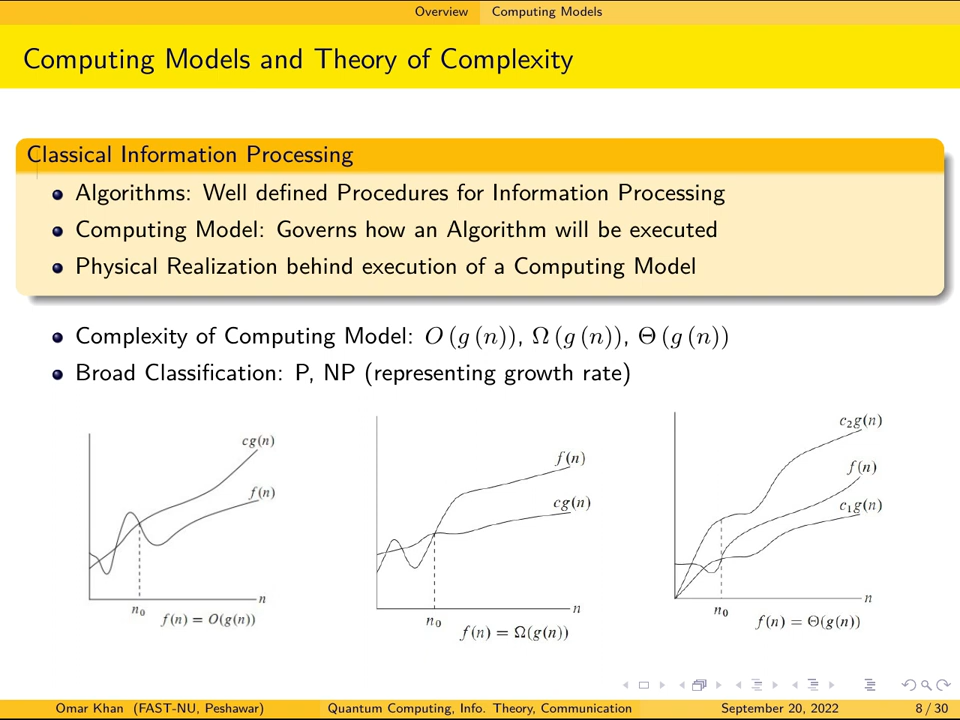 Overview Computing Models
Computing Models and Theory of Complexity
Classical Information Processing
Algorithms: Well defined Procedures for Information Processing
Computing Model: Governs how an Algorithm will be executed
Physical Realization behind execution of a Computing Model
Complexity of Computing Model: O (g (n)), Ω (g (n)), Θ (g (n))
Broad Classification: P, NP (representing growth rate)
cg(n)
f(n)
n
n₀
f(n) = O(g(n))
f(n)
cg(n)
n
n₀
f(n) = Ω(g(n))
c₂g(n)
f(n)
c₁g(n)
n
n₀
f(n) = Θ(g(n))
Omar Khan (FAST-NU, Peshawar) Quantum Computing, Info. Theory, Communication September 20, 2022 8 / 30